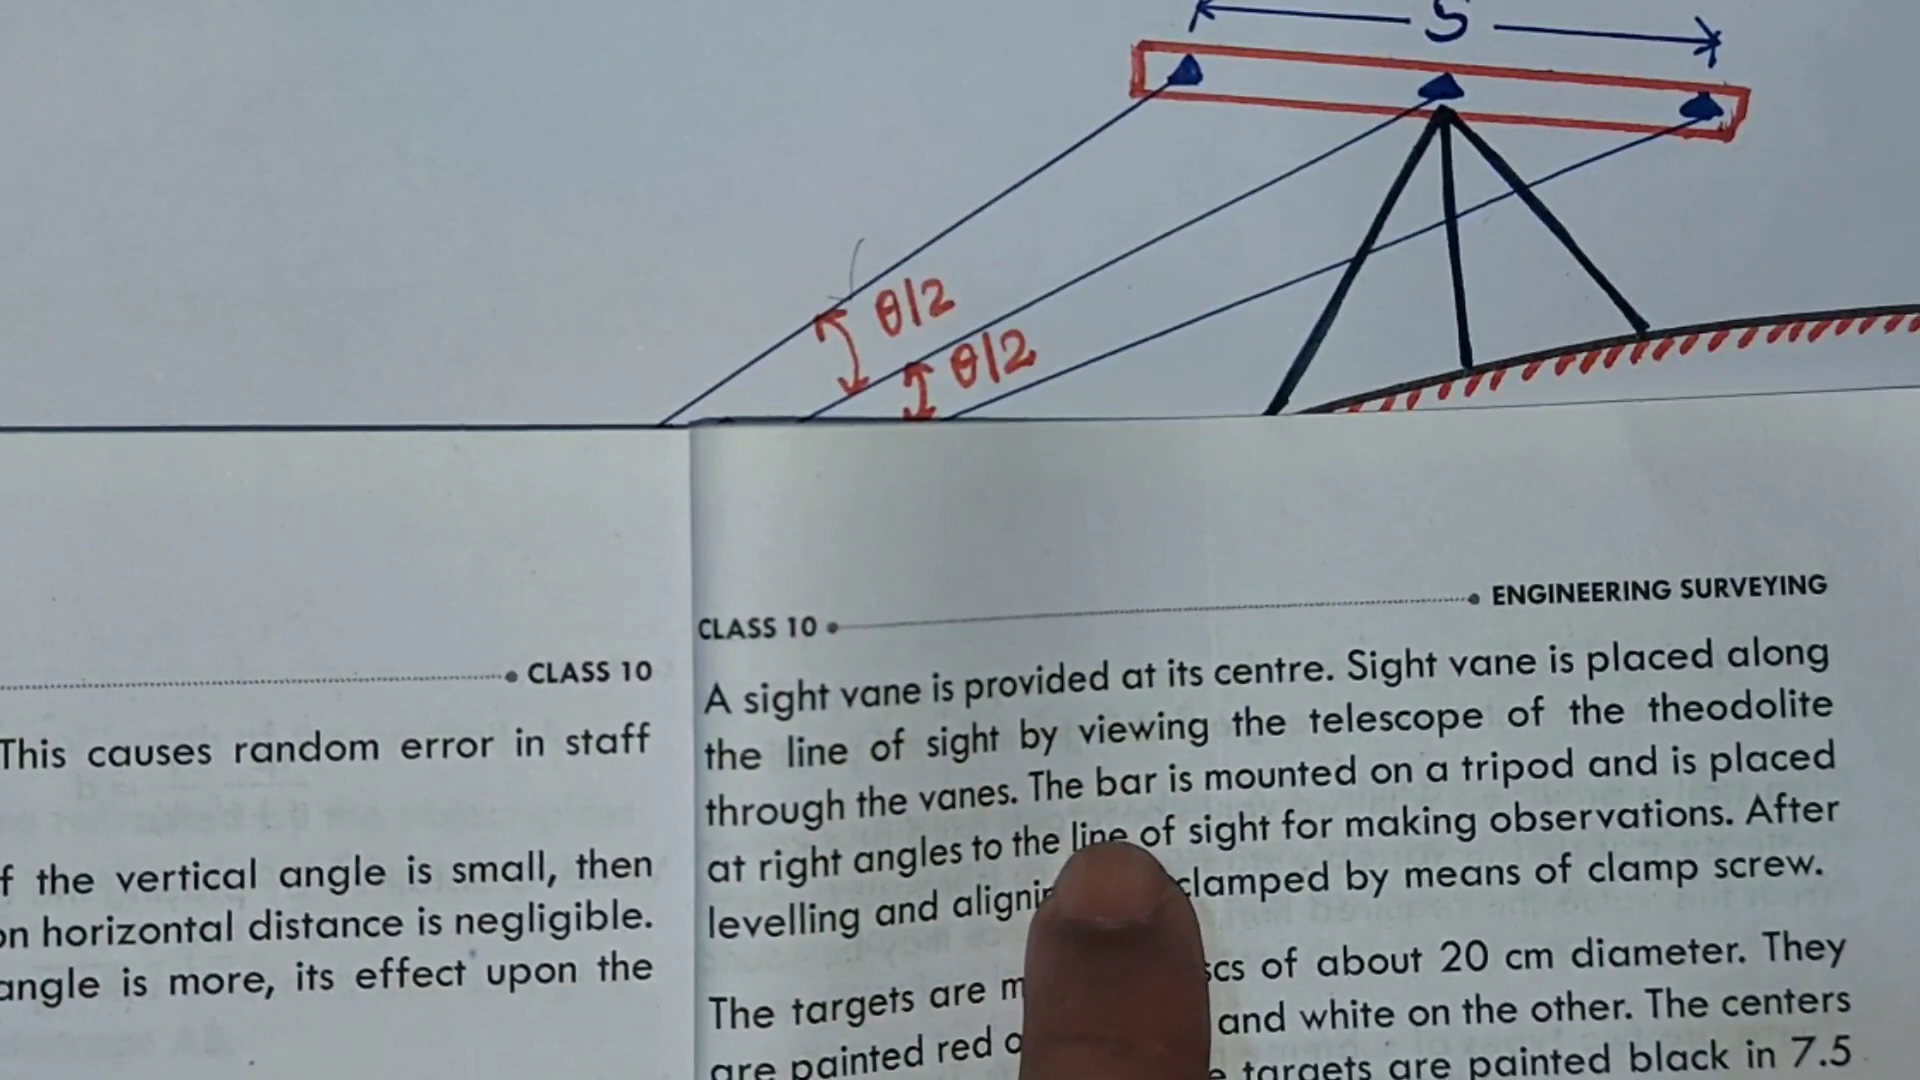 S
θ/2
θ/2
CLASS 10
This causes random error in staff
f the vertical angle is small, then
on horizontal distance is negligible.
angle is more, its effect upon the
CLASS 10 ENGINEERING SURVEYING
A sight vane is provided at its centre. Sight vane is placed along
the line of sight by viewing the telescope of the theodolite
through the vanes. The bar is mounted on a tripod and is placed
at right angles to the line of sight for making observations. After
levelling and alignin clamped by means of clamp screw.
The targets are m scs of about 20 cm diameter. They
are painted red o and white on the other. The centers
targets are painted black in 7.5